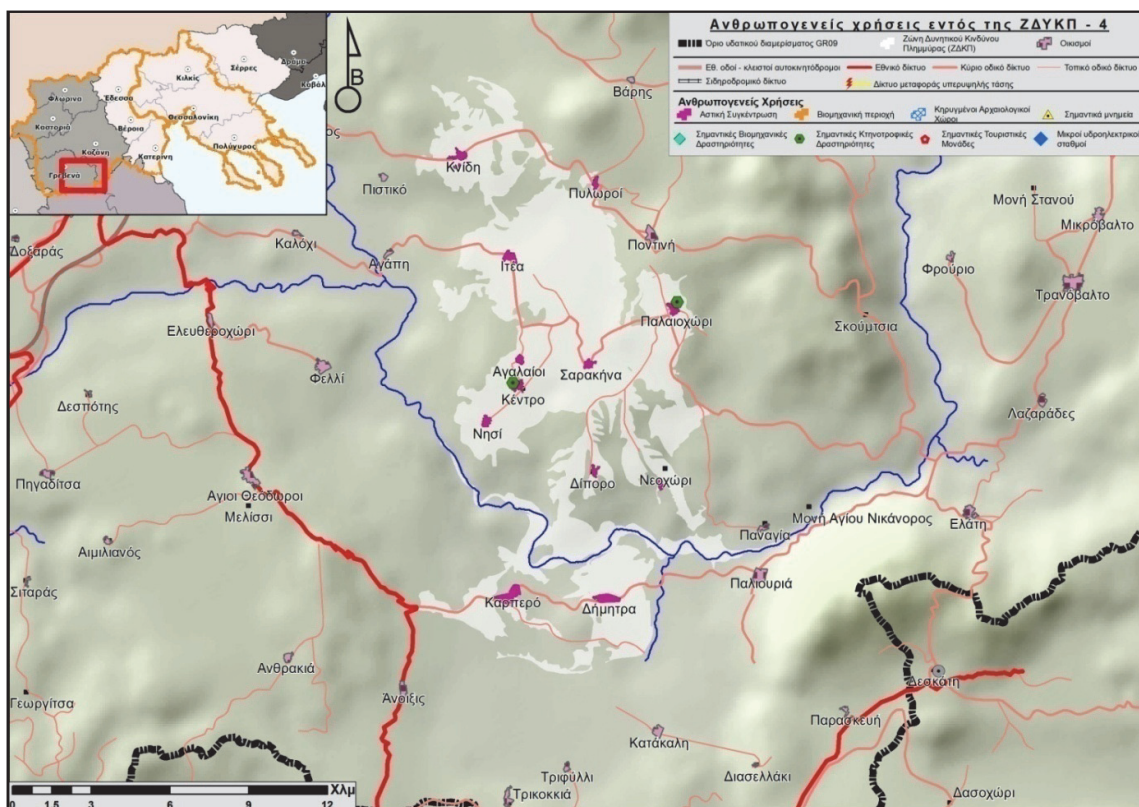 Ανθρωπογενείς χρήσεις εντός της ΖΔΥΚΠ - 4
Όριο υδατικού διαμερίσματος GR09
Ζώνη Δυνητικού Κινδύνου
Πλημμύρας (ΖΔΚΠ)
Οικισμοί
Εθ. οδοί - κλειστοί αυτοκινητόδρομοι
Εθνικό δίκτυο
Κύριο οδικό δίκτυο
Τοπικό οδικό δίκτυο
Σιδηροδρομικό δίκτυο
Δίκτυο μεταφοράς υπερυψηλής τάσης
Ανθρωπογενείς Χρήσεις
Αστική Συγκέντρωση
Βιομηχανική περιοχή
Κηρυγμένοι Αρχαιολογικοί
Χώροι
Σημαντικά μνημεία
Σημαντικές Βιομηχανικές
Δραστηριότητες
Σημαντικές Κτηνοτροφικές
Δραστηριότητες
Σημαντικές Τουριστικές
Μονάδες
Μικροί υδροηλεκτρικοί
σταθμοί
Β
Δράμα
Σέρρες
Κιλκίς
Φλώρινα
Έδεσσα
Θεσσαλονίκη
Καστοριά
Βέροια
Κοζάνη
Κατερίνη
Πολύγυρος
Γρεβενά
Βάρης
Κνίδη
Πιστικό
Πυλωροί
Μονή Στανού
Μικρόβαλτο
Δοξαράς
Καλόχι
Αγάπη
Ιτέα
Ποντινή
Φρούριο
Τρανόβαλτο
Ελευθεροχώρι
Παλαιοχώρι
Σκούμτσια
Φελλί
Αγαλαίοι
Σαρακήνα
Δεσπότης
Κέντρο
Λαζαράδες
Νησί
Πηγαδίτσα
Δίπορο
Νεοχώρι
Άγιοι Θεόδωροι
Μελίσσι
Μονή Αγίου Νικάνορος
Ελάτη
Αιμιλιανός
Παναγία
Σιταράς
Παλιουριά
Καρπερό
Δήμητρα
Ανθρακιά
Δεσκάτη
Γεωργίτσα
Άνοιξις
Παρασκευή
Κατάκαλη
Τριφύλλι
Διασελλάκι
Τρικοκκιά
Δασοχώρι
0 1,5 3 6 9 12 Χλμ